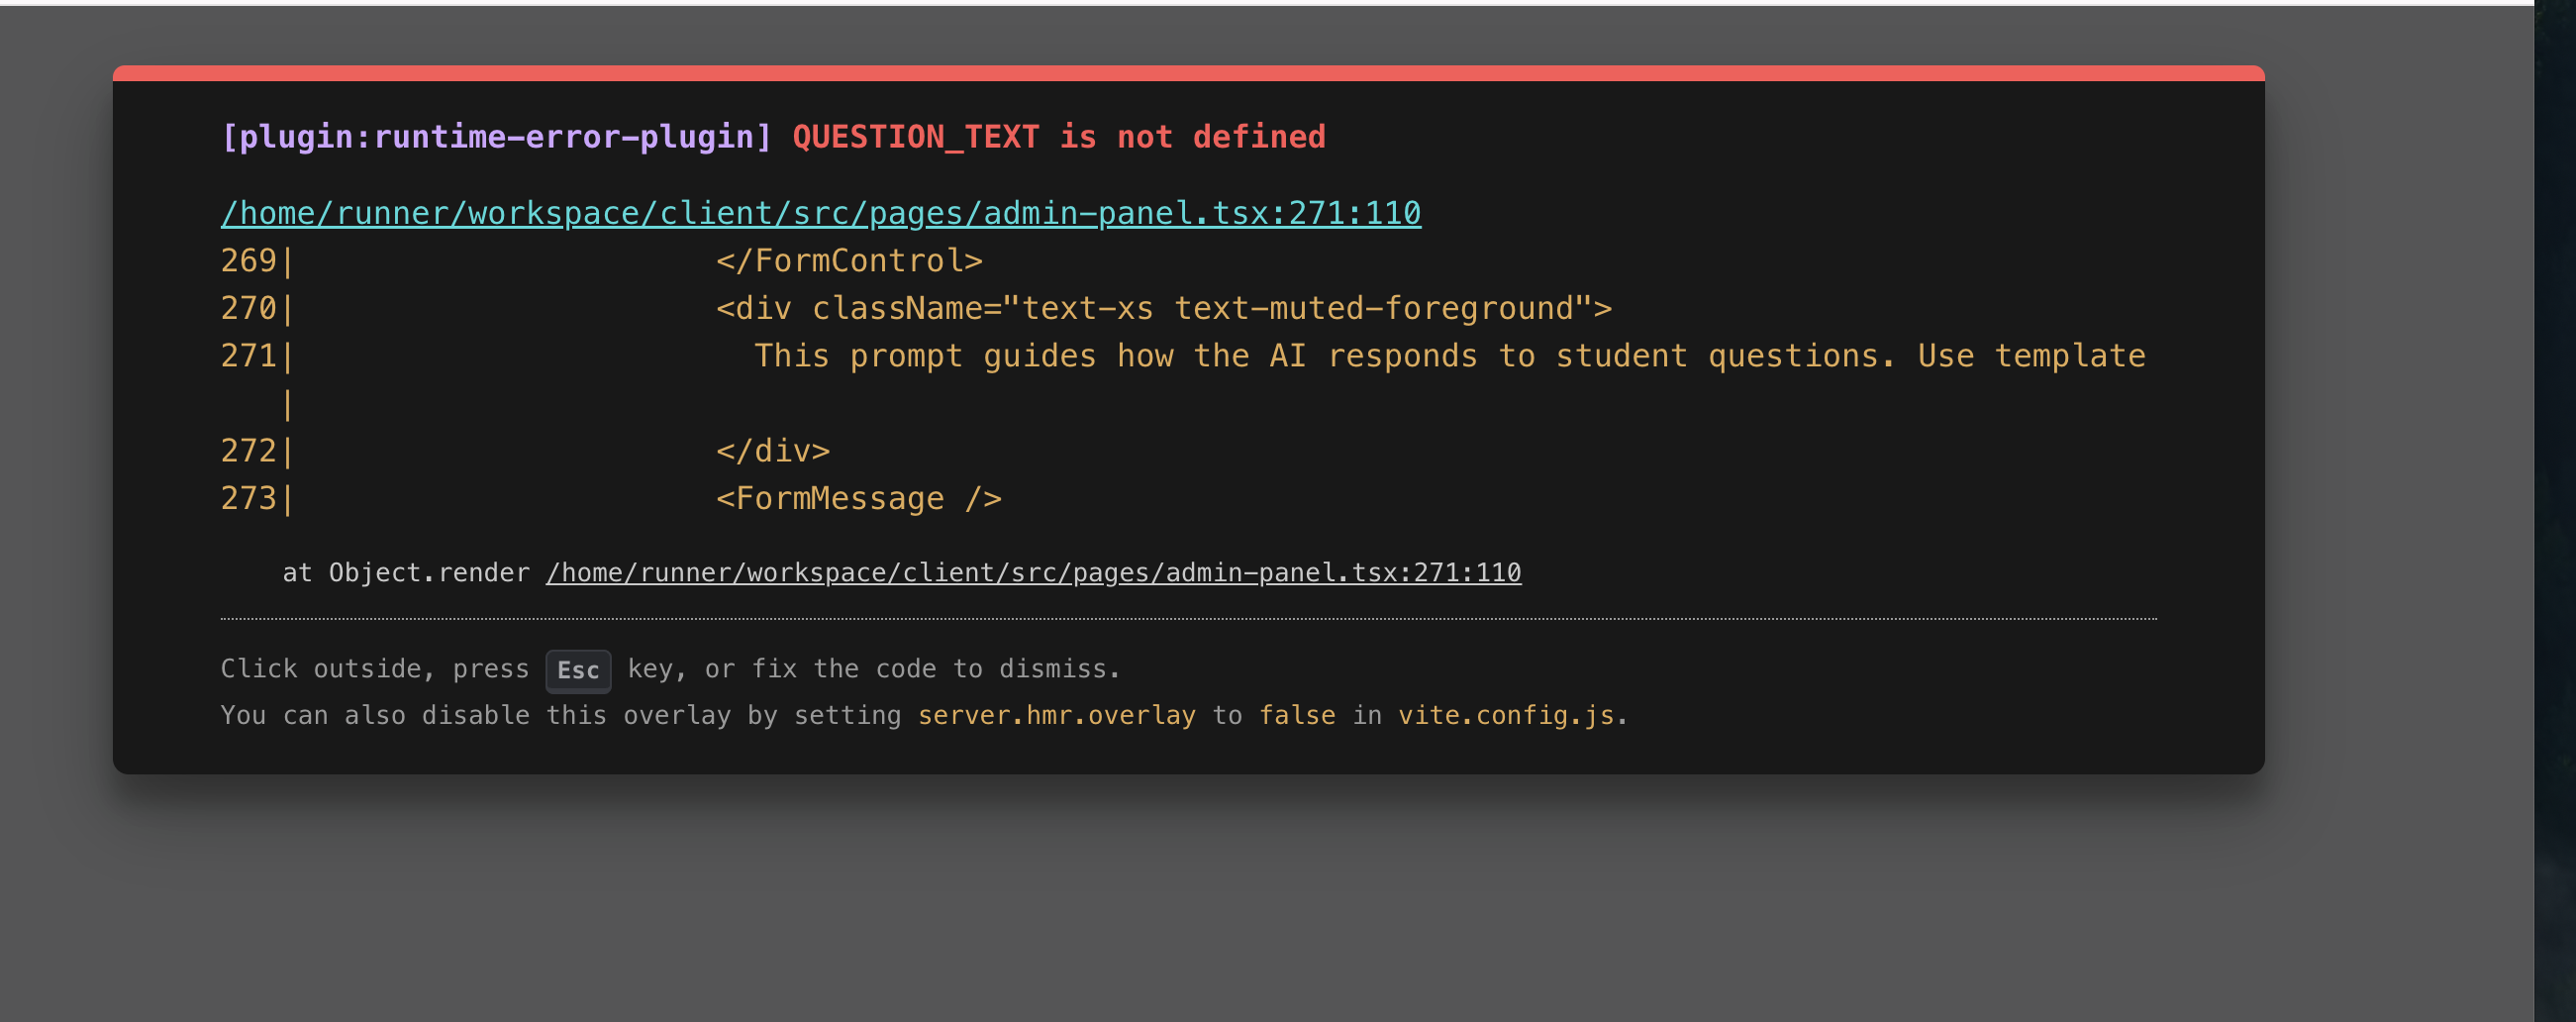 [plugin:runtime-error-plugin] QUESTION_TEXT is not defined
/home/runner/workspace/client/src/pages/admin-panel.tsx:271:110
269|                      </FormControl>
270|                      <div className="text-xs text-muted-foreground">
271|                        This prompt guides how the AI responds to student questions. Use template
   |
272|                      </div>
273|                      <FormMessage />
at Object.render /home/runner/workspace/client/src/pages/admin-panel.tsx:271:110
Click outside, press Esc key, or fix the code to dismiss.
You can also disable this overlay by setting server.hmr.overlay to false in vite.config.js.